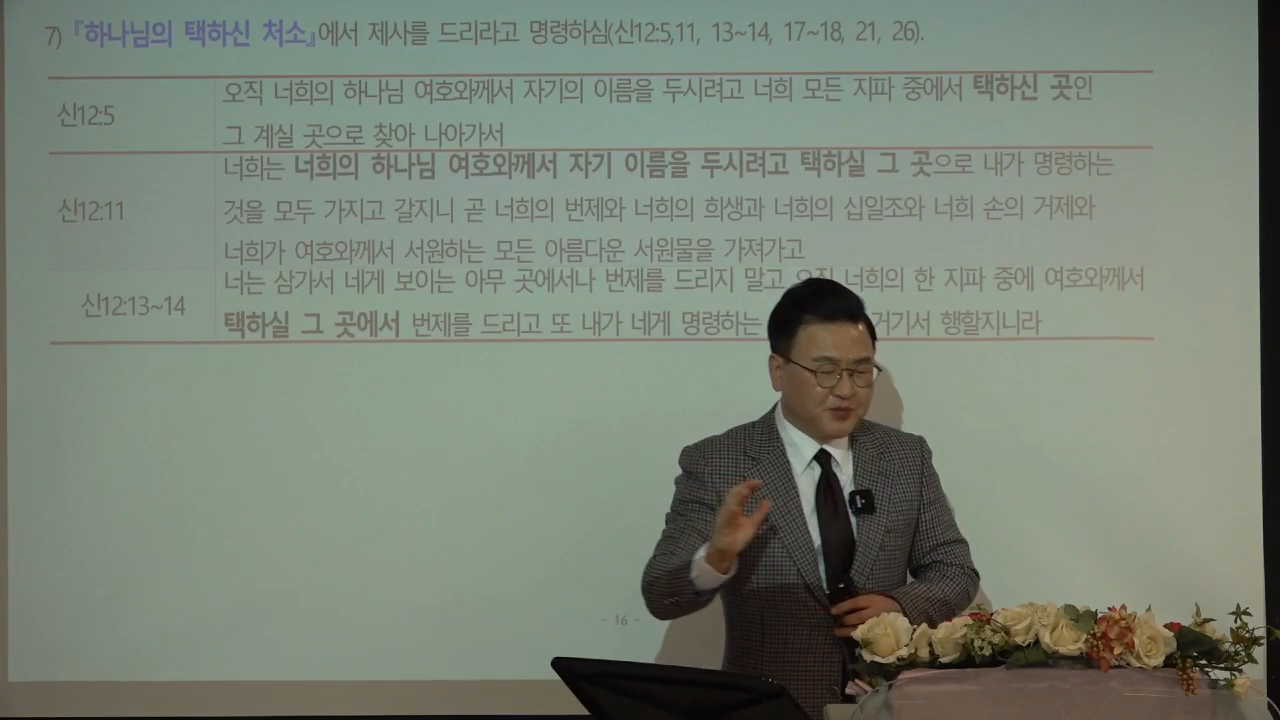 7) 『하나님의 택하신 처소』에서 제사를 드리라고 명령하심(신12:5,11, 13~14, 17~18, 21, 26).
신12:5
오직 너희의 하나님 여호와께서 자기의 이름을 두시려고 너희 모든 지파 중에서 택하신 곳인
그 계실 곳으로 찾아 나아가서
신12:11
너희는 너희의 하나님 여호와께서 자기 이름을 두시려고 택하실 그 곳으로 내가 명령하는
것을 모두 가지고 갈지니 곧 너희의 번제와 너희의 희생과 너희의 십일조와 너희 손의 거제와
너희가 여호와께서 서원하는 모든 아름다운 서원물을 가져가고
신12:13~14
너는 삼가서 네게 보이는 아무 곳에서나 번제를 드리지 말고 오직 너희의 한 지파 중에 여호와께서
택하실 그 곳에서 번제를 드리고 또 내가 네게 명령하는 거기서 행할지니라
- 16 -